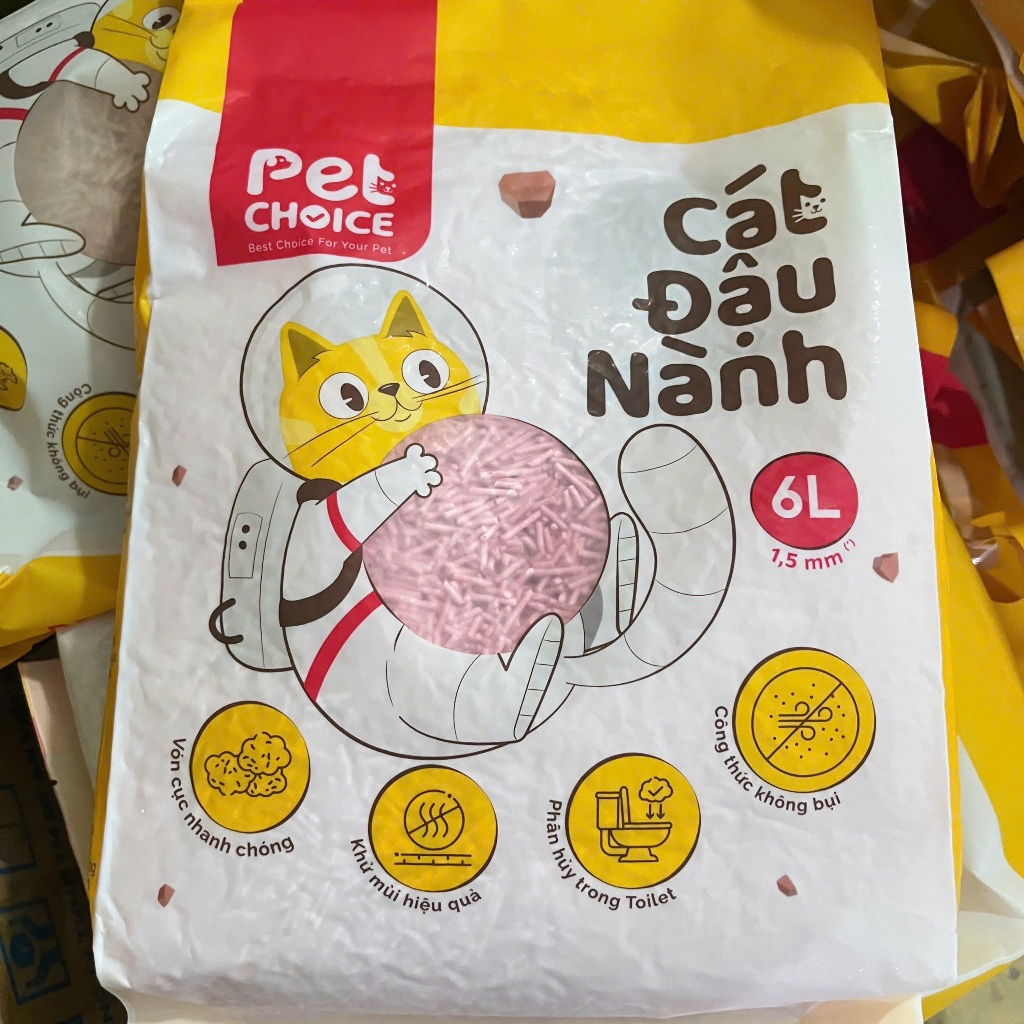 Pet
CHOICE
Best Choice For Your Pet
Cát
Đậu
Nành
6L
1,5 mm (*)
Vón cục nhanh chóng
Khử mùi hiệu quả
Phân hủy trong Toilet
Công thức không bụi
Công thức không bụi